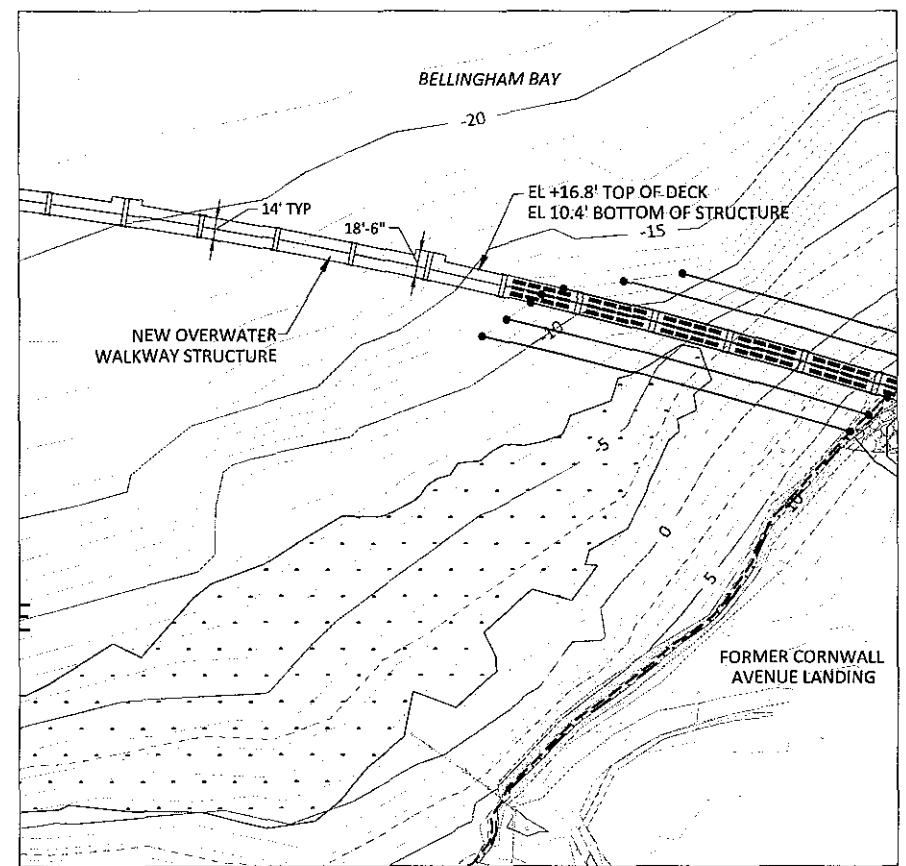 BELLINGHAM BAY
-20
EL +16.8' TOP OF DECK
EL 10.4' BOTTOM OF STRUCTURE
14' TYP
18'-6"
-15
NEW OVERWATER
WALKWAY STRUCTURE
-10
-5
0
10
5
FORMER CORNWALL
AVENUE LANDING